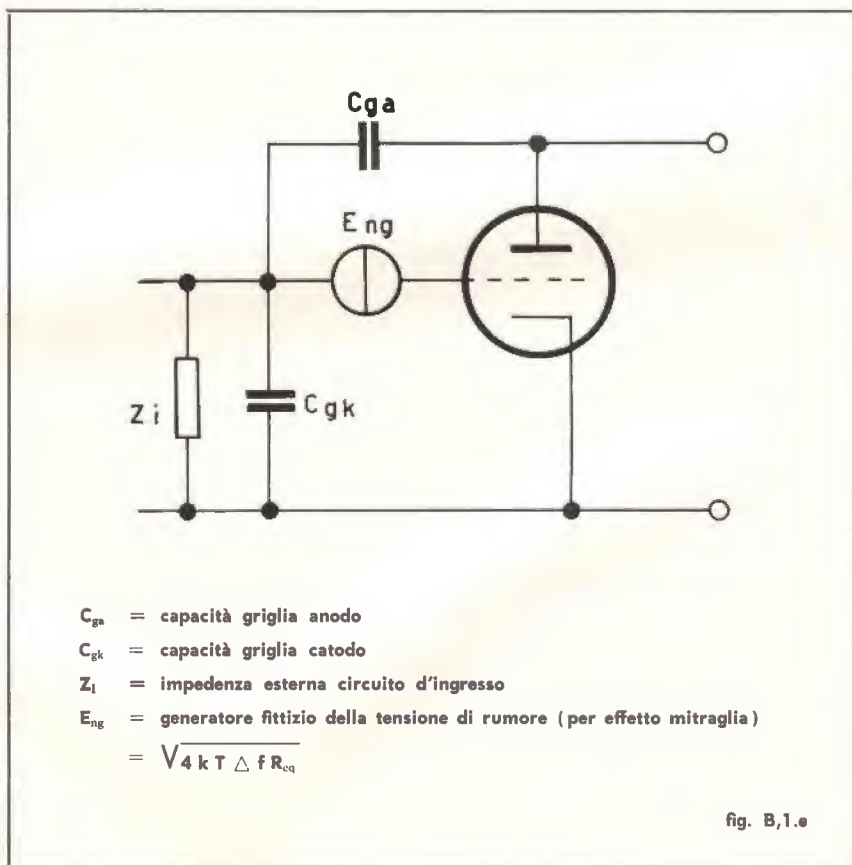 Cga
Eng
Zi
Cgk
Cga = capacità griglia anodo
Cgk = capacità griglia catodo
Zi = impedenza esterna circuito d'ingresso
Eng = generatore fittizio della tensione di rumore (per effetto mitraglia)
= √4 k T △ f Req
fig. B,1.e